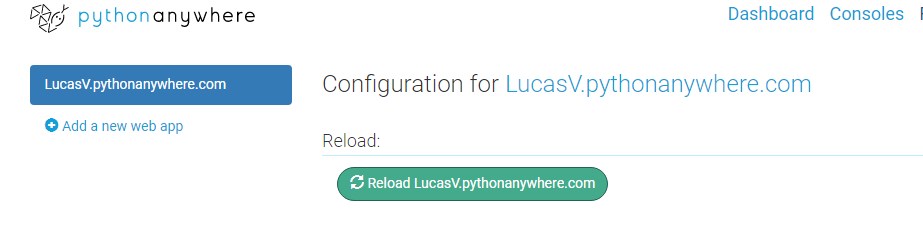 pythonanywhere
Dashboard Consoles
LucasV.pythonanywhere.com
Add a new web app
Configuration for LucasV.pythonanywhere.com
Reload:
Reload LucasV.pythonanywhere.com